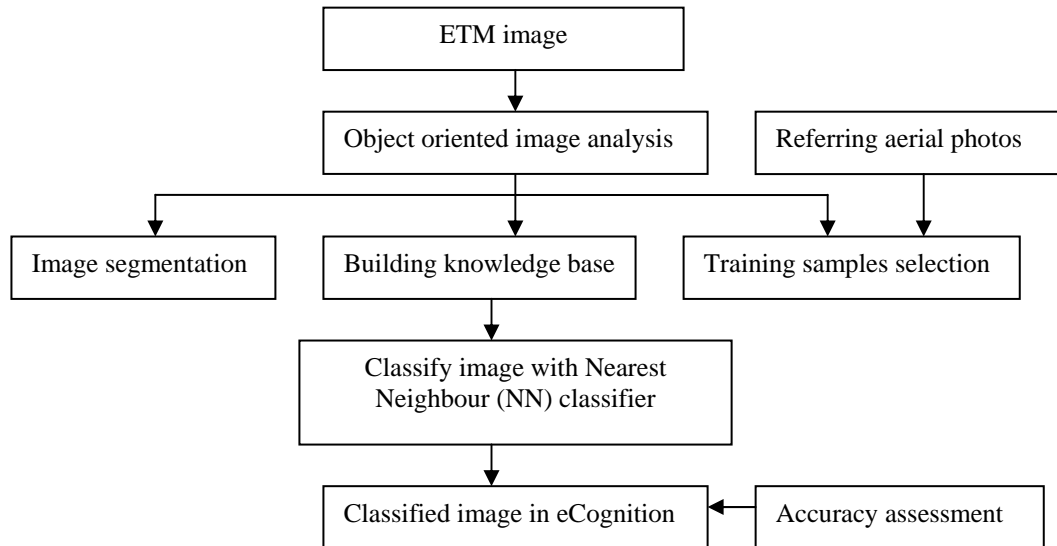 ETM image
Object oriented image analysis
Referring aerial photos
Image segmentation
Building knowledge base
Training samples selection
Classify image with Nearest
Neighbour (NN) classifier
Classified image in eCognition
Accuracy assessment